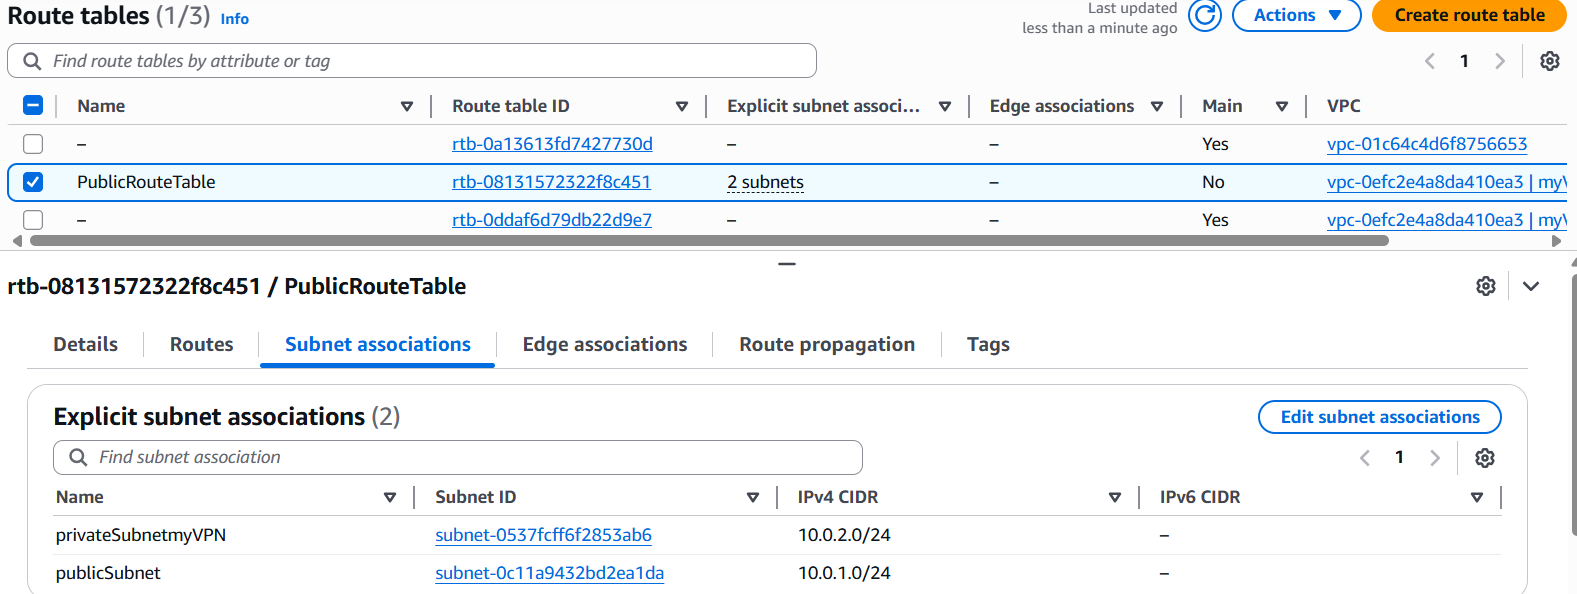 Route tables (1/3) Info
Last updated
less than a minute ago
Actions
Create route table
Find route tables by attribute or tag
1
Name Route table ID Explicit subnet associ... Edge associations Main VPC
– rtb-0a13613fd7427730d – – Yes vpc-01c64c4d6f8756653
PublicRouteTable rtb-08131572322f8c451 2 subnets – No vpc-0efc2e4a8da410ea3 | myV
– rtb-0ddaf6d79db22d9e7 – – Yes vpc-0efc2e4a8da410ea3 | myV
rtb-08131572322f8c451 / PublicRouteTable
Details Routes Subnet associations Edge associations Route propagation Tags
Explicit subnet associations (2)
Edit subnet associations
Find subnet association
1
Name Subnet ID IPv4 CIDR IPv6 CIDR
privateSubnetmyVPN subnet-0537fcff6f2853ab6 10.0.2.0/24 –
publicSubnet subnet-0c11a9432bd2ea1da 10.0.1.0/24 –